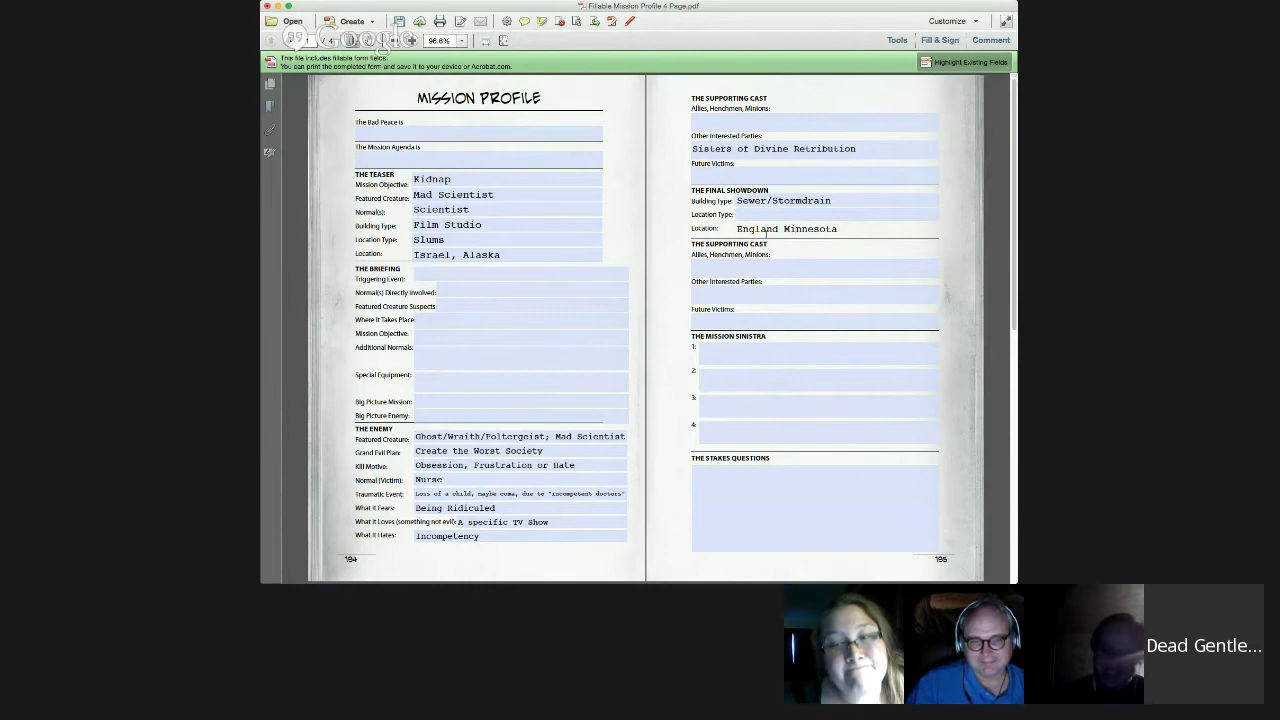 Fillable Mission Profile 4 Page.pdf
Open
Create
Customize
1 / 4
96.6%
Tools
Fill & Sign
Comment
Google
This file includes fillable form fields.
You can print the completed form and save it to your device or Acrobat.com.
Highlight Existing Fields
MISSION PROFILE
The Bad Peace is
The Mission Agenda is
THE TEASER
Mission Objective: Kidnap
Featured Creature: Mad Scientist
Normal(s): Scientist
Building Type: Film Studio
Location Type: Slums
Location: Israel, Alaska
THE BRIEFING
Triggering Event:
Normal(s) Directly Involved:
Featured Creature Suspects:
Where It Takes Place
Mission Objective:
Additional Normals:
Special Equipment:
Big Picture Mission:
Big Picture Enemy:
THE ENEMY
Featured Creature: Ghost/Wraith/Poltergeist; Mad Scientist
Grand Evil Plan: Create the Worst Society
Kill Motive: Obsession, Frustration or Hate
Normal (Victim): Nurse
Traumatic Event: Loss of a child, maybe coma, due to "incompetent doctors"
What It Fears: Being Ridiculed
What it Loves (something not evil): A specific TV Show
What it Hates: Incompetency
194
THE SUPPORTING CAST
Allies, Henchmen, Minions:
Other Interested Parties:
Sisters of Divine Retribution
Future Victims:
THE FINAL SHOWDOWN
Building Type: Sewer/Stormdrain
Location Type:
Location: England Minnesota
THE SUPPORTING CAST
Allies, Henchmen, Minions:
Other Interested Parties:
Future Victims:
THE MISSION SINISTRA
1:
2:
3:
4:
THE STAKES QUESTIONS
195
Dead Gentle...